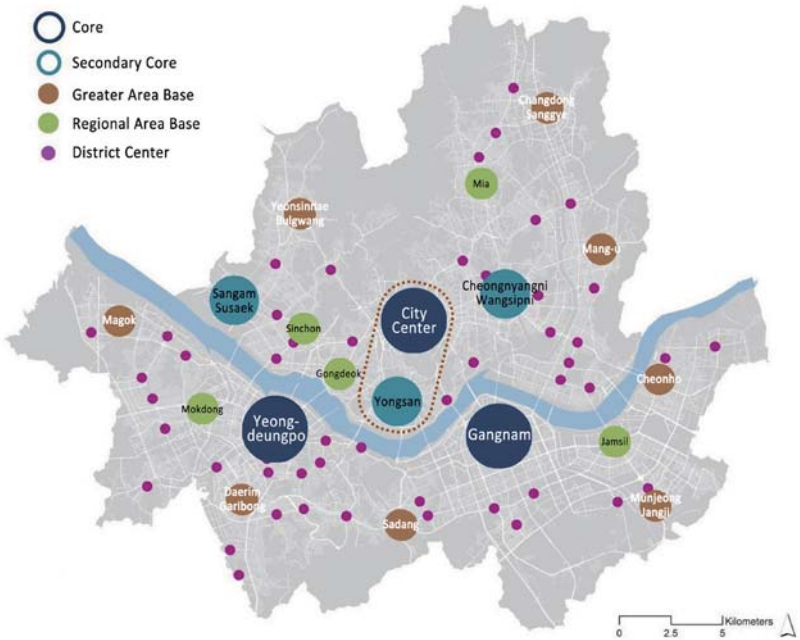 Core
Secondary Core
Greater Area Base
Regional Area Base
District Center
Changdong
Sanggye
Mia
Yeonsinnae
Bulgwang
Mang-u
Sangam
Susaek
Cheongnyangni
Wangsipni
City
Center
Magok
Sinchon
Gongdeok
Cheonho
Yongsan
Mokdong
Yeong-
deungpo
Gangnam
Jamsil
Daerim
Garibong
Sadang
Munjeong
Jangji
Kilometers
0 2.5 5